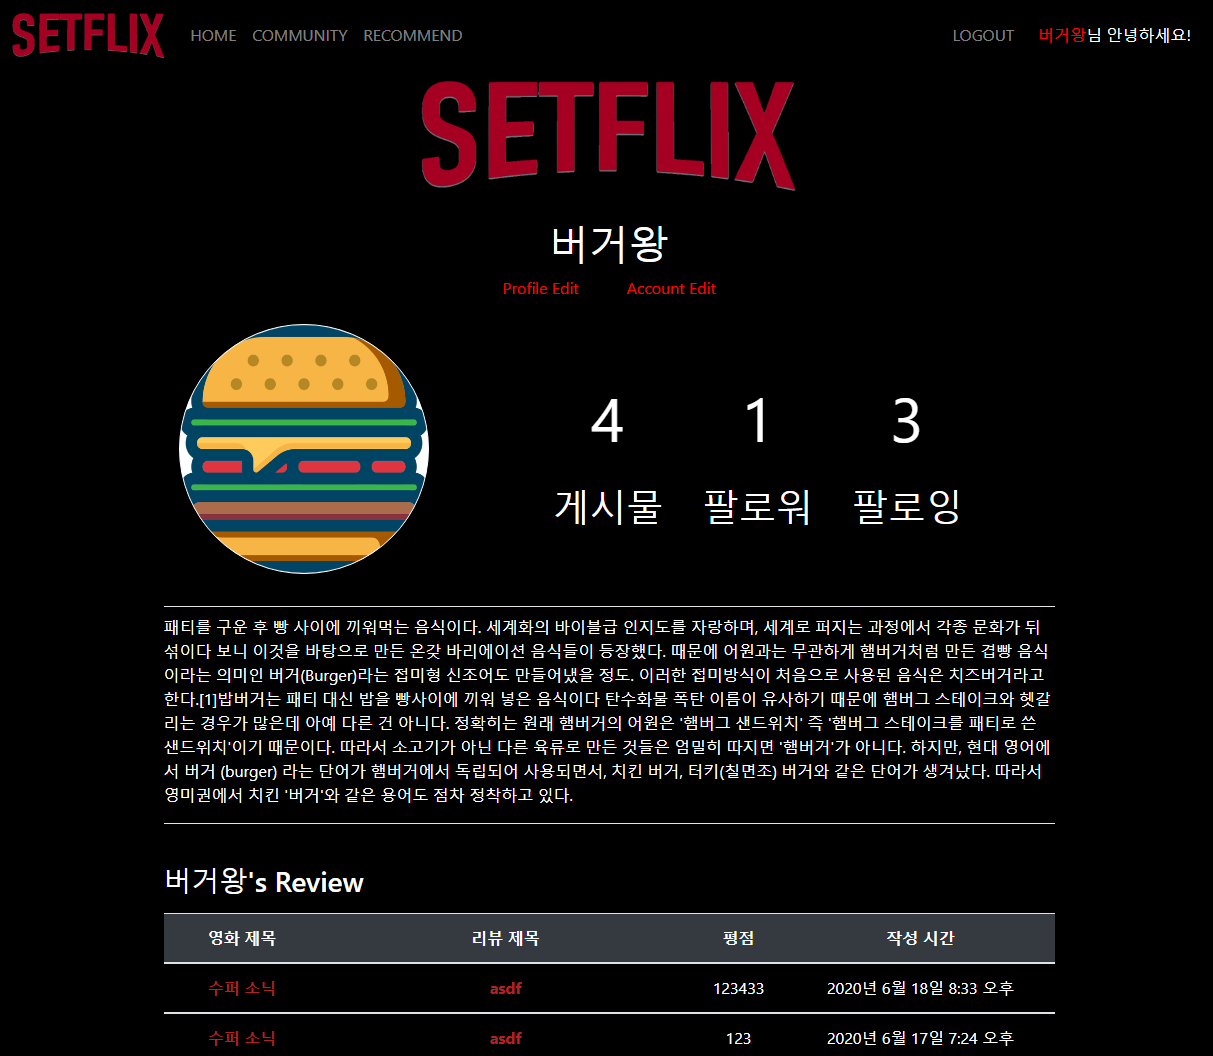 SETFLIX HOME COMMUNITY RECOMMEND LOGOUT 버거왕님 안녕하세요!
SETFLIX
버거왕
Profile Edit Account Edit
4 1 3
게시물 팔로워 팔로잉
패티를 구운 후 빵 사이에 끼워먹는 음식이다. 세계화의 바이블급 인지도를 자랑하며, 세계로 퍼지는 과정에서 각종 문화가 뒤
섞이다 보니 이것을 바탕으로 만든 온갖 바리에이션 음식들이 등장했다. 때문에 어원과는 무관하게 햄버거처럼 만든 겹빵 음식
이라는 의미인 버거(Burger)라는 접미형 신조어도 만들어냈을 정도. 이러한 접미방식이 처음으로 사용된 음식은 치즈버거라고
한다.[1]밥버거는 패티 대신 밥을 빵사이에 끼워 넣은 음식이다 탄수화물 폭탄 이름이 유사하기 때문에 햄버그 스테이크와 헷갈
리는 경우가 많은데 아예 다른 건 아니다. 정확히는 원래 햄버거의 어원은 '햄버그 샌드위치' 즉 '햄버그 스테이크를 패티로 쓴
샌드위치'이기 때문이다. 따라서 소고기가 아닌 다른 육류로 만든 것들은 엄밀히 따지면 '햄버거'가 아니다. 하지만, 현대 영어에
서 버거 (burger) 라는 단어가 햄버거에서 독립되어 사용되면서, 치킨 버거, 터키(칠면조) 버거와 같은 단어가 생겨났다. 따라서
영미권에서 치킨 '버거'와 같은 용어도 점차 정착하고 있다.
버거왕's Review
영화 제목 리뷰 제목 평점 작성 시간
수퍼 소닉 asdf 123433 2020년 6월 18일 8:33 오후
수퍼 소닉 asdf 123 2020년 6월 17일 7:24 오후